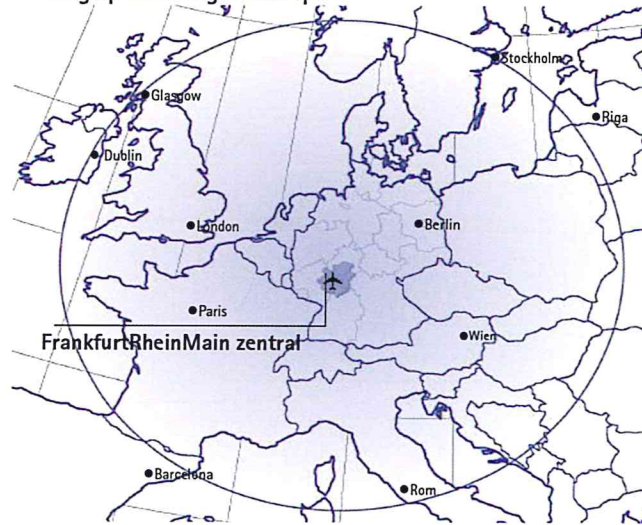 Stockholm
Glasgow
Riga
Dublin
London
Berlin
Paris
FrankfurtRheinMain zentral
Wien
Barcelona
Rom